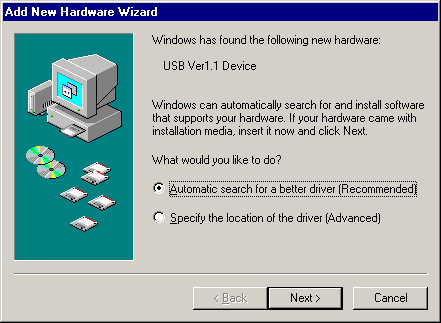 Add New Hardware Wizard
Windows has found the following new hardware:
USB Ver1.1 Device
Windows can automatically search for and install software
that supports your hardware. If your hardware came with
installation media, insert it now and click Next.
What would you like to do?
Automatic search for a better driver (Recommended)
Specify the location of the driver (Advanced)
< Back
Next >
Cancel